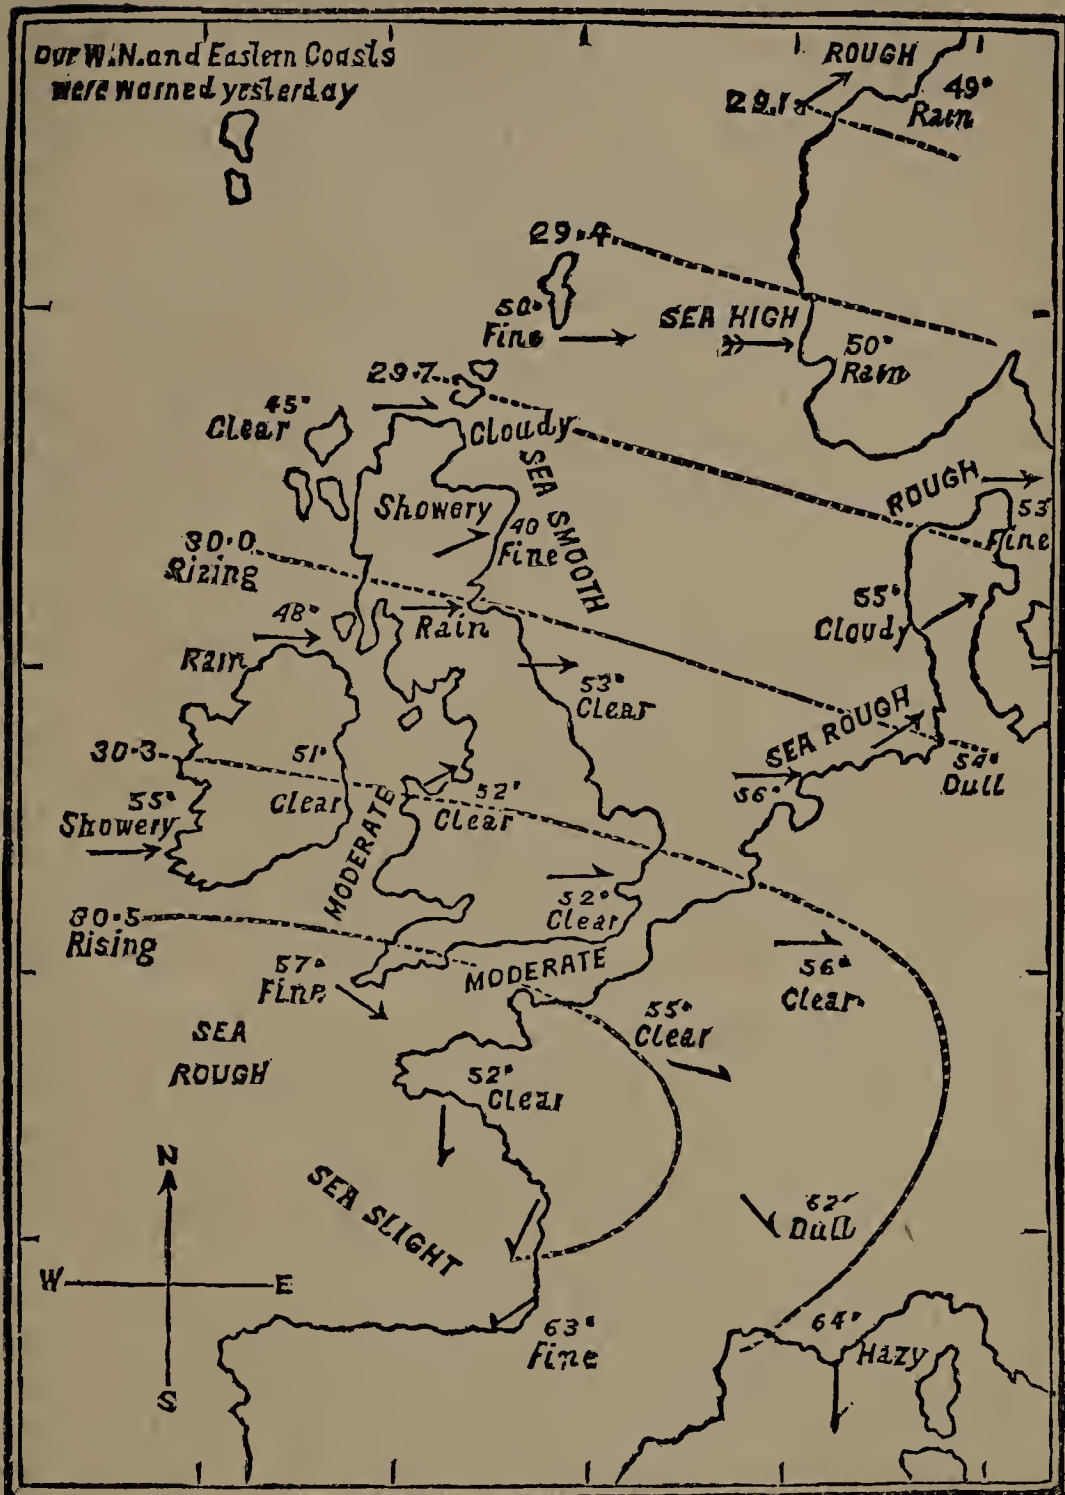 our W.N.and Eastern Coasts
were warned yesterday
ROUGH
49°
Rain
29.1
29.4
50°
Fine
SEA HIGH
50°
Rain
29.7
45°
Clear
Cloudy
SEA SMOOTH
ROUGH
53
Fine
Showery
40
Fine
30.0
Rizing
48°
Rain
55°
Cloudy
Rain
53°
Clear
SEA ROUGH
54°
Dull
30.3
51°
Clear
52°
Clear
56°
55°
Showery
MODERATE
52°
Clear
30.5
Rising
57°
Fine
MODERATE
56°
Clear
55°
Clear
SEA
ROUGH
52°
Clear
N
SEA SLIGHT
62°
Dull
W
E
63°
Fine
64°
Hazy
S